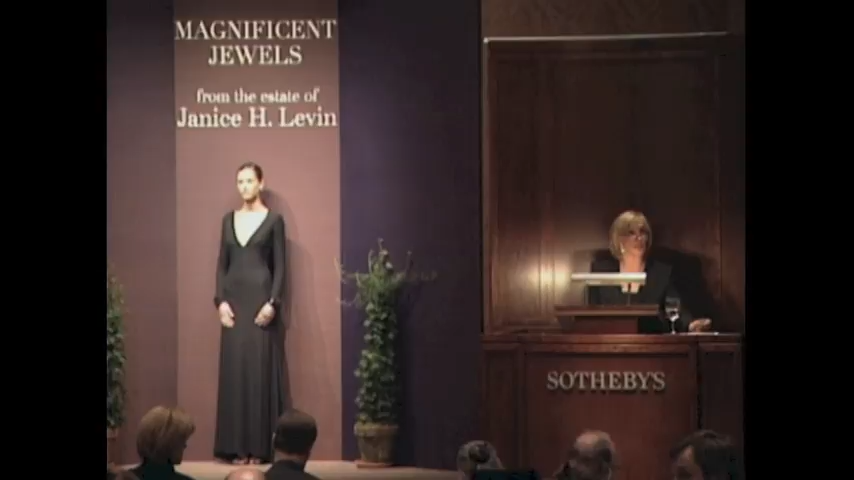 MAGNIFICENT
JEWELS
from the estate of
Janice H. Levin
SOTHEBY'S